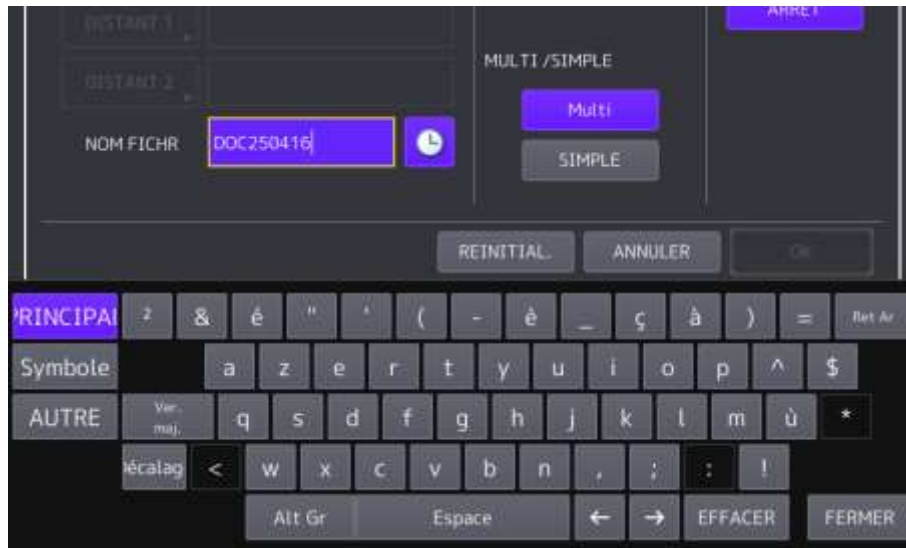 ARRET
DISTANT 1
MULTI /SIMPLE
DISTANT 2
Multi
NOM FICHR DOC250416
SIMPLE
REINITIAL. ANNULER OK
PRINCIPAL ² & é " ' ( - è _ ç à ) = Ret Ar
Symbole a z e r t y u i o p ^ $
AUTRE Ver. maj. q s d f g h j k l m ù *
Décalag < w x c v b n , ; : !
Alt Gr Espace ← → EFFACER FERMER